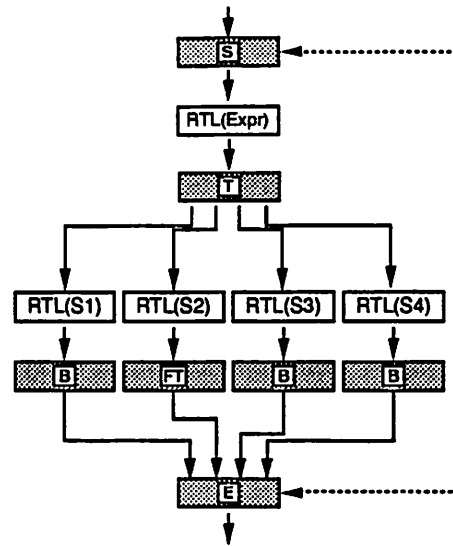 S
RTL(Expr)
T
RTL(S1) RTL(S2) RTL(S3) RTL(S4)
B FT B B
E